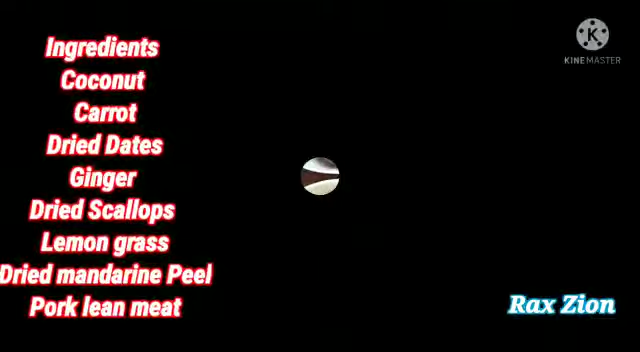 Ingredients
Coconut
Carrot
Dried Dates
Ginger
Dried Scallops
Lemon grass
Dried mandarine Peel
Pork lean meat
K
KINEMASTER
Rax Zion